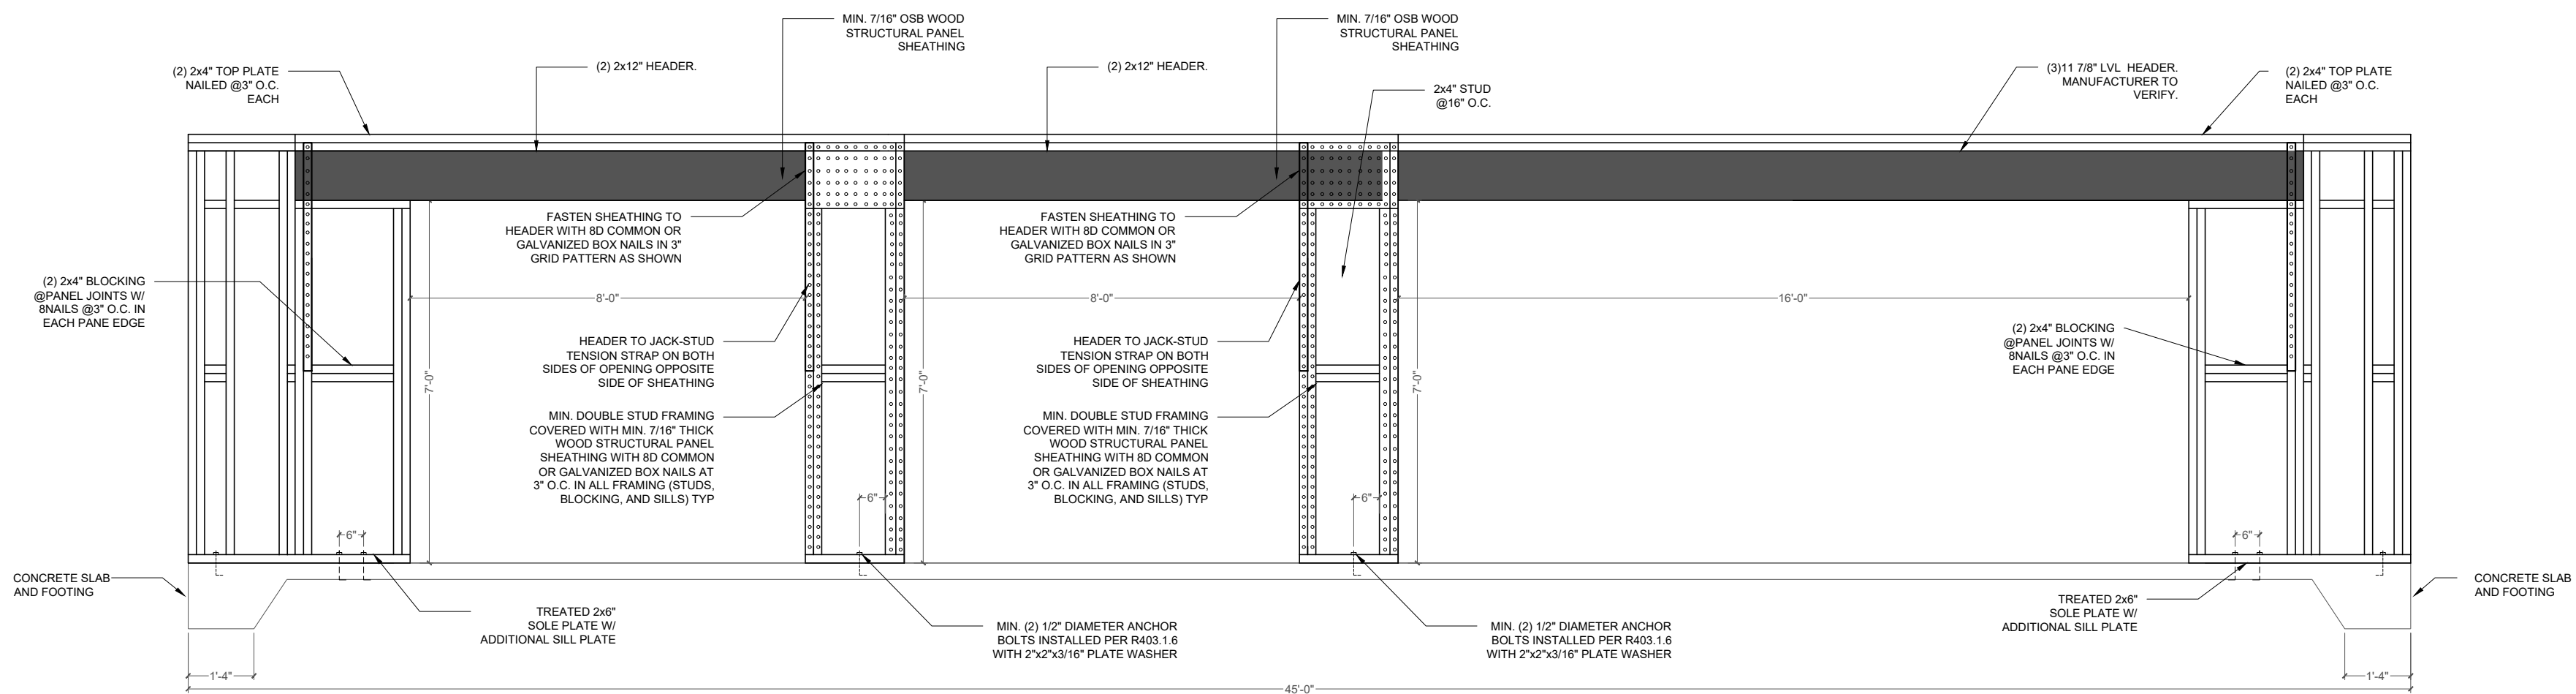 MIN. 7/16" OSB WOOD
STRUCTURAL PANEL
SHEATHING
MIN. 7/16" OSB WOOD
STRUCTURAL PANEL
SHEATHING
(2) 2x4" TOP PLATE
NAILED @3" O.C.
EACH
(2) 2x12" HEADER.
(2) 2x12" HEADER.
2x4" STUD
@16" O.C.
(3)11 7/8" LVL HEADER.
MANUFACTURER TO
VERIFY.
(2) 2x4" TOP PLATE
NAILED @3" O.C.
EACH
FASTEN SHEATHING TO
HEADER WITH 8D COMMON OR
GALVANIZED BOX NAILS IN 3"
GRID PATTERN AS SHOWN
FASTEN SHEATHING TO
HEADER WITH 8D COMMON OR
GALVANIZED BOX NAILS IN 3"
GRID PATTERN AS SHOWN
(2) 2x4" BLOCKING
@PANEL JOINTS W/
8NAILS @3" O.C. IN
EACH PANE EDGE
8'-0"
8'-0"
16'-0"
HEADER TO JACK-STUD
TENSION STRAP ON BOTH
SIDES OF OPENING OPPOSITE
SIDE OF SHEATHING
HEADER TO JACK-STUD
TENSION STRAP ON BOTH
SIDES OF OPENING OPPOSITE
SIDE OF SHEATHING
(2) 2x4" BLOCKING
@PANEL JOINTS W/
8NAILS @3" O.C. IN
EACH PANE EDGE
7'-0"
7'-0"
7'-0"
MIN. DOUBLE STUD FRAMING
COVERED WITH MIN. 7/16" THICK
WOOD STRUCTURAL PANEL
SHEATHING WITH 8D COMMON
OR GALVANIZED BOX NAILS AT
3" O.C. IN ALL FRAMING (STUDS,
BLOCKING, AND SILLS) TYP
MIN. DOUBLE STUD FRAMING
COVERED WITH MIN. 7/16" THICK
WOOD STRUCTURAL PANEL
SHEATHING WITH 8D COMMON
OR GALVANIZED BOX NAILS AT
3" O.C. IN ALL FRAMING (STUDS,
BLOCKING, AND SILLS) TYP
6"
6"
6"
6"
CONCRETE SLAB
AND FOOTING
TREATED 2x6"
SOLE PLATE W/
ADDITIONAL SILL PLATE
MIN. (2) 1/2" DIAMETER ANCHOR
BOLTS INSTALLED PER R403.1.6
WITH 2"x2"x3/16" PLATE WASHER
MIN. (2) 1/2" DIAMETER ANCHOR
BOLTS INSTALLED PER R403.1.6
WITH 2"x2"x3/16" PLATE WASHER
TREATED 2x6"
SOLE PLATE W/
ADDITIONAL SILL PLATE
CONCRETE SLAB
AND FOOTING
1'-4"
1'-4"
45'-0"